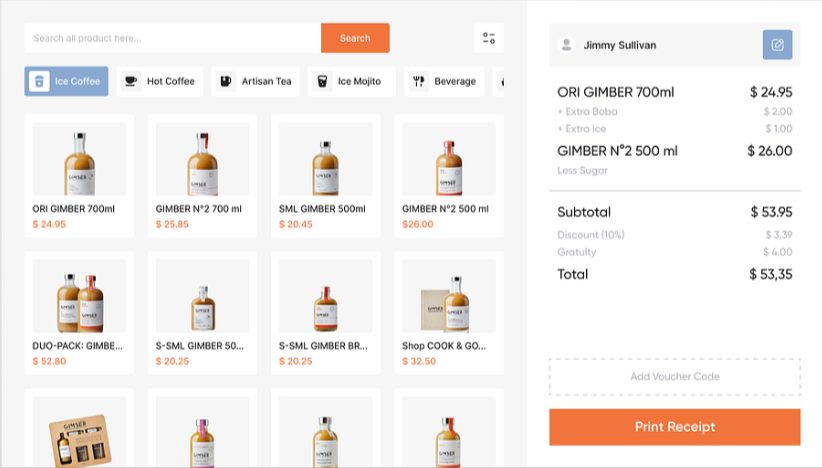 Search all product here...
Search
Ice Coffee
Hot Coffee
Artisan Tea
Ice Mojito
Beverage
ORI GIMBER 700ml
$ 24.95
GIMBER N°2 700 ml
$ 25.85
SML GIMBER 500ml
$ 20.45
GIMBER N°2 500 ml
$26.00
DUO-PACK: GIMBE...
$ 52.80
S-SML GIMBER 50...
$ 20.25
S-SML GIMBER BR...
$ 20.25
Shop COOK & GO...
$ 32.50
GIMBER
Jimmy Sullivan
ORI GIMBER 700ml $ 24.95
+ Extra Boba $ 2.00
+ Extra Ice $ 1.00
GIMBER N°2 500 ml $ 26.00
Less Sugar
Subtotal $ 53.95
Discount (10%) $ 3,39
Gratulty $ 4.00
Total $ 53,35
Add Voucher Code
Print Receipt